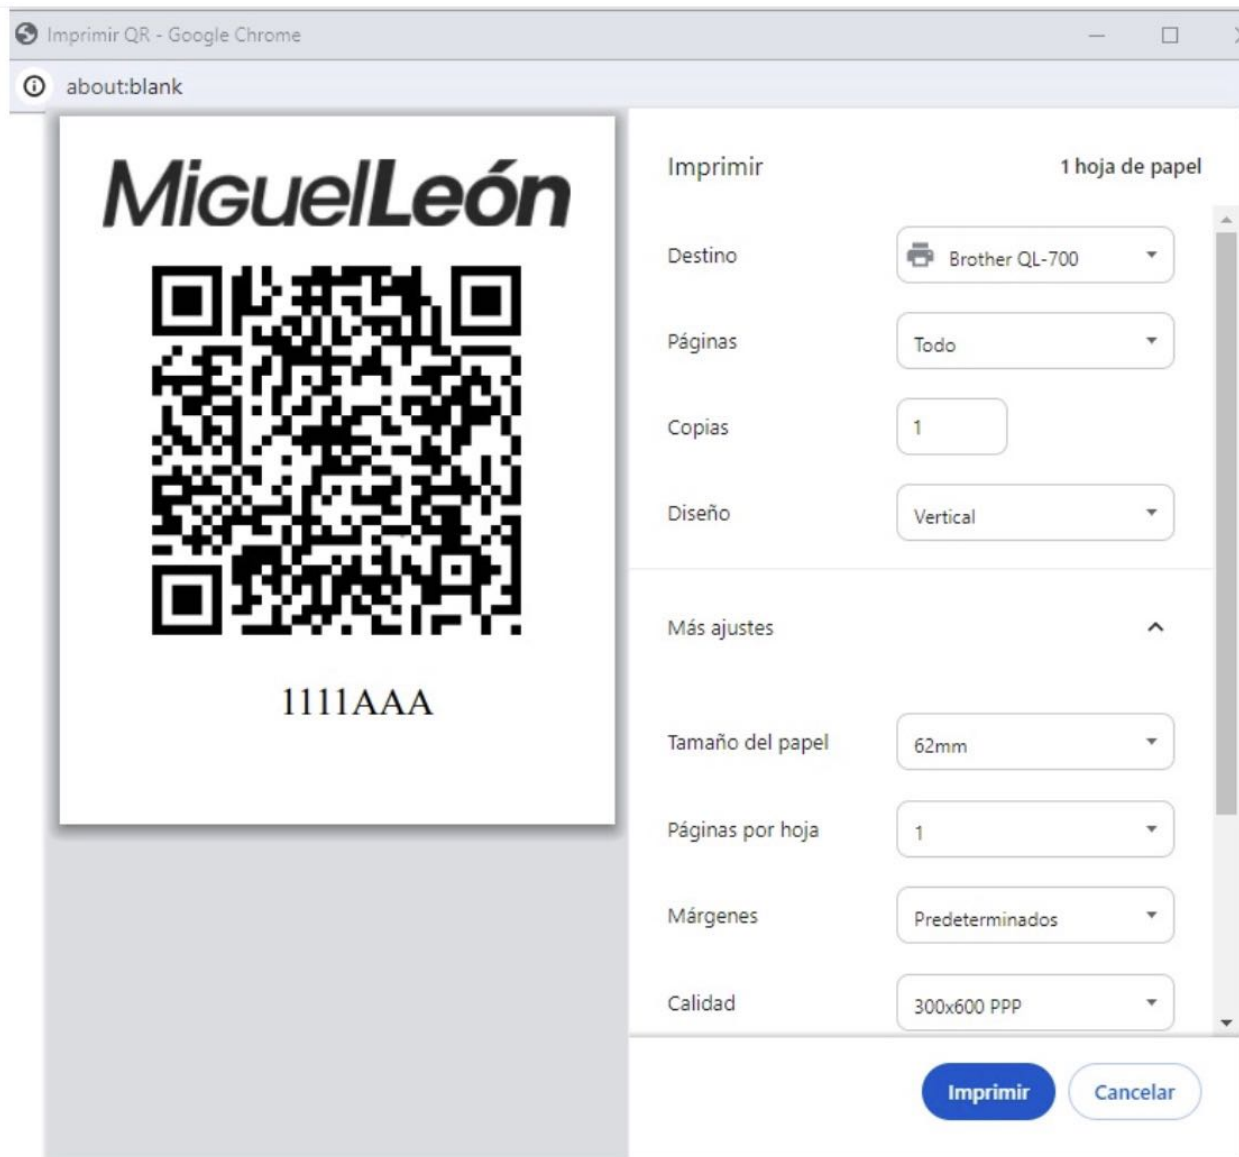 Imprimir QR - Google Chrome
about:blank
MiguelLeón
1111AAA
Imprimir 1 hoja de papel
Destino Brother QL-700
Páginas Todo
Copias 1
Diseño Vertical
Más ajustes
Tamaño del papel 62mm
Páginas por hoja 1
Márgenes Predeterminados
Calidad 300x600 PPP
Imprimir Cancelar